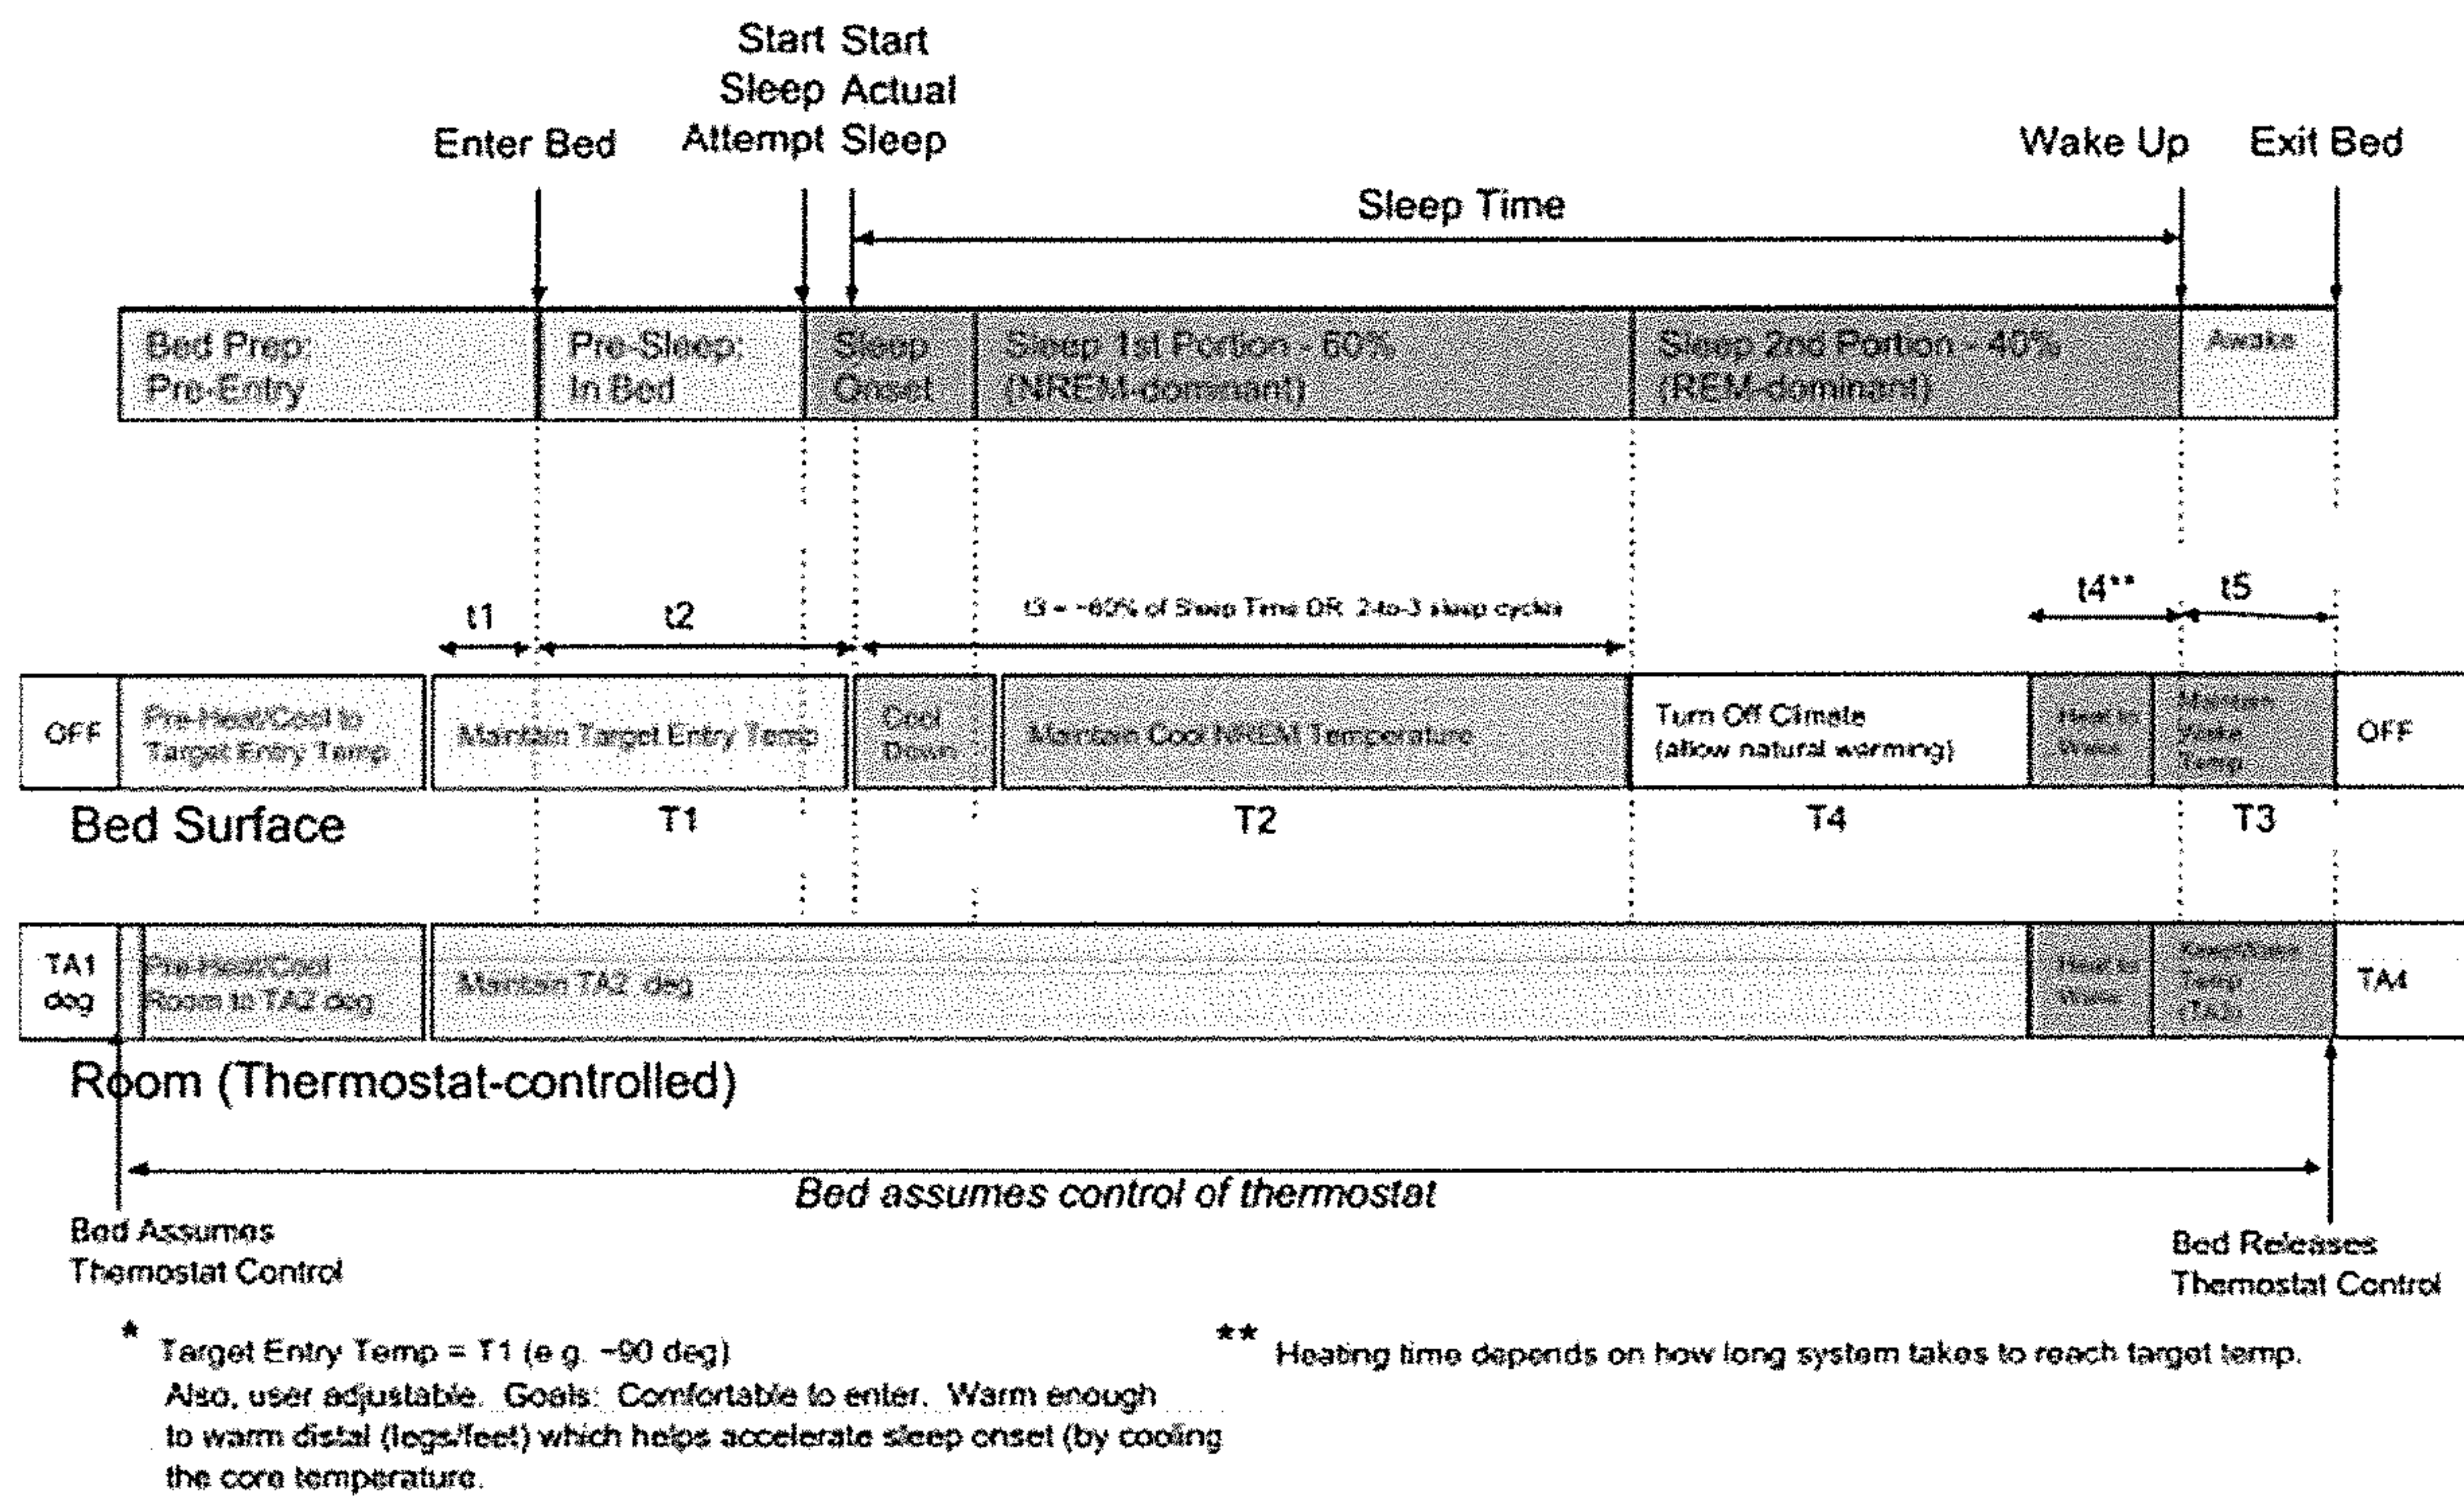 Start Start
Sleep Actual
Enter Bed Attempt Sleep Wake Up Exit Bed
Sleep Time
Bed Prep: Pre-Sleep: Sleep Sleep 1st Portion - 60% Sleep 2nd Portion - 40% Awake
Pre-Entry In Bed Onset (NREM-dominant) (REM-dominant)
t1 t2 t3 = ~60% of Sleep Time OR 2-to-3 sleep cycles t4** t5
OFF
Pre-Heat/Cool to
Target Entry Temp
Maintain Target Entry Temp
Cool
Down
Maintain Cool NREM Temperature
Turn Off Climate
(allow natural warming)
Heat to
Wake
Maintain
Wake
Temp
OFF
Bed Surface T1 T2 T4 T3
TA1
deg
Pre-Heat/Cool
Room to TA2 deg
Maintain TA2 deg
Heat to
Wake
Temp
(TA3)
TA4
Room (Thermostat-controlled)
Bed assumes control of thermostat
Bed Assumes
Themostat Control
Bed Releases
Themostat Control
* Target Entry Temp = T1 (e.g. ~90 deg)
Also, user adjustable. Goals: Comfortable to enter. Warm enough
to warm distal (legs/feet) which helps accelerate sleep onset (by cooling
the core temperature.
** Heating time depends on how long system takes to reach target temp.